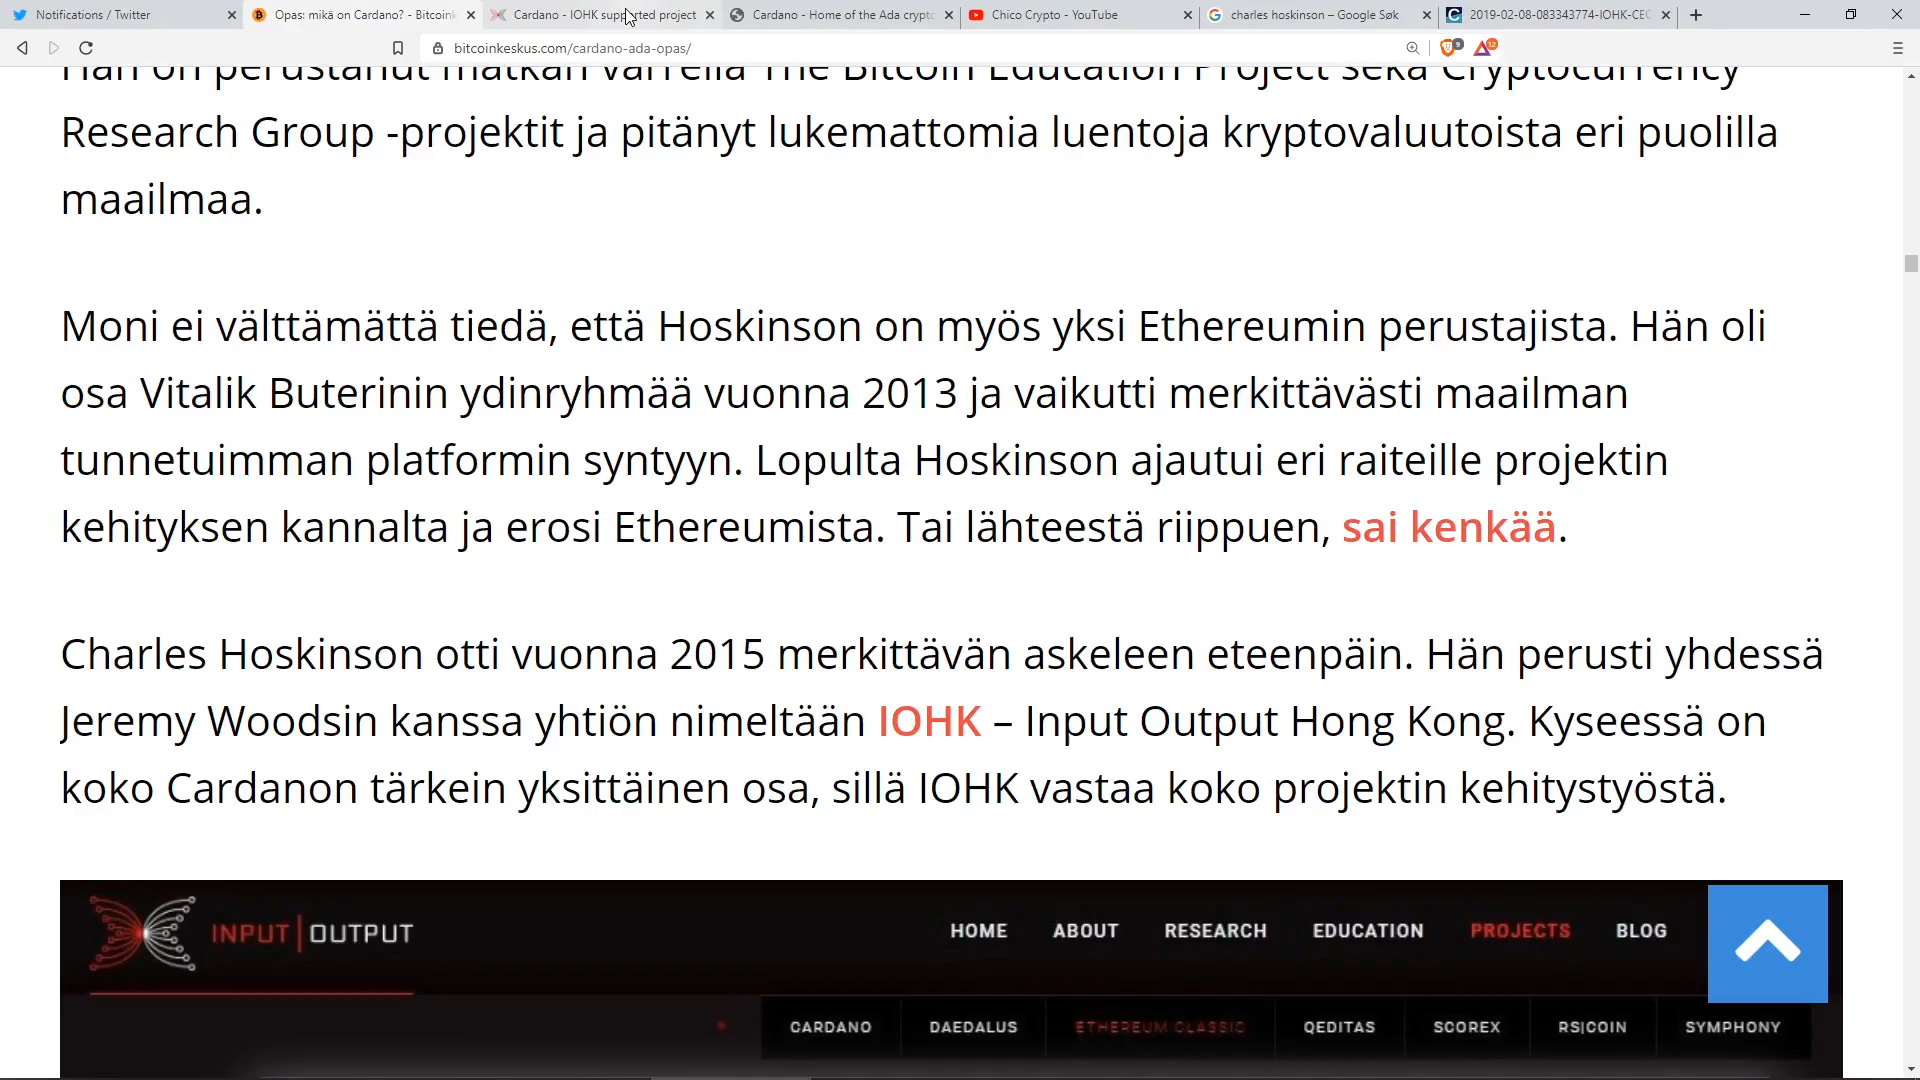 Notifications / Twitter
Opas: mikä on Cardano? - Bitcoink
Cardano - IOHK supported project
Cardano - Home of the Ada crypto
Chico Crypto - YouTube
charles hoskinson – Google Søk
2019-02-08-083343774-IOHK-CEO
bitcoinkeskus.com/cardano-ada-opas/
9
12
Hän on perustanut matkan varrella The Bitcoin Education Project sekä Cryptocurrency
Research Group -projektit ja pitänyt lukemattomia luentoja kryptovaluutoista eri puolilla
maailmaa.
Moni ei välttämättä tiedä, että Hoskinson on myös yksi Ethereumin perustajista. Hän oli
osa Vitalik Buterinin ydinryhmää vuonna 2013 ja vaikutti merkittävästi maailman
tunnetuimman platformin syntyyn. Lopulta Hoskinson ajautui eri raiteille projektin
kehityksen kannalta ja erosi Ethereumista. Tai lähteestä riippuen, sai kenkää.
Charles Hoskinson otti vuonna 2015 merkittävän askeleen eteenpäin. Hän perusti yhdessä
Jeremy Woodsin kanssa yhtiön nimeltään IOHK – Input Output Hong Kong. Kyseessä on
koko Cardanon tärkein yksittäinen osa, sillä IOHK vastaa koko projektin kehitystyöstä.
INPUT | OUTPUT
HOME ABOUT RESEARCH EDUCATION PROJECTS BLOG
CARDANO DAEDALUS ETHEREUM CLASSIC QEDITAS SCOREX RS|COIN SYMPHONY